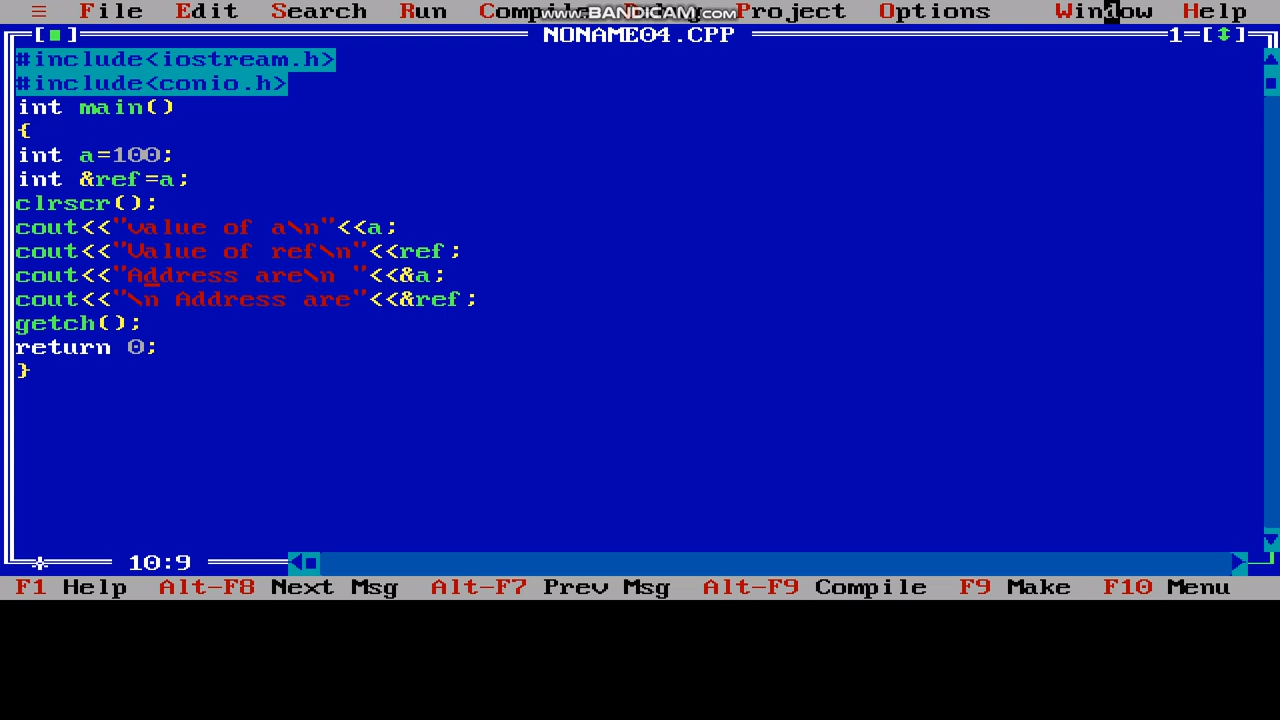 ≡ File Edit Search Run Compile Debug Project Options Window Help
www.BANDICAM.com
[■] NONAME04.CPP 1=[↕]
#include<iostream.h>
#include<conio.h>
int main()
{
int a=100;
int &ref=a;
clrscr();
cout<<"value of a\n"<<a;
cout<<"Value of ref\n"<<ref;
cout<<"Address are\n "<<&a;
cout<<"\n Address are"<<&ref;
getch();
return 0;
}
10:9
F1 Help Alt-F8 Next Msg Alt-F7 Prev Msg Alt-F9 Compile F9 Make F10 Menu